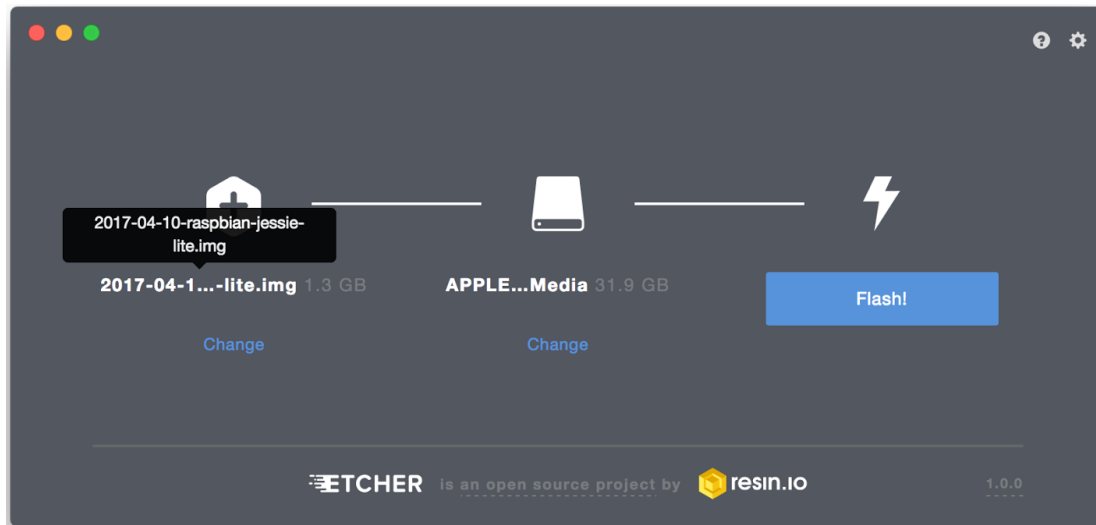 2017-04-10-raspbian-jessie-
lite.img
2017-04-1...-lite.img 1.3 GB
Change
APPLE...Media 31.9 GB
Change
Flash!
ETCHER is an open source project by resin.io
1.0.0